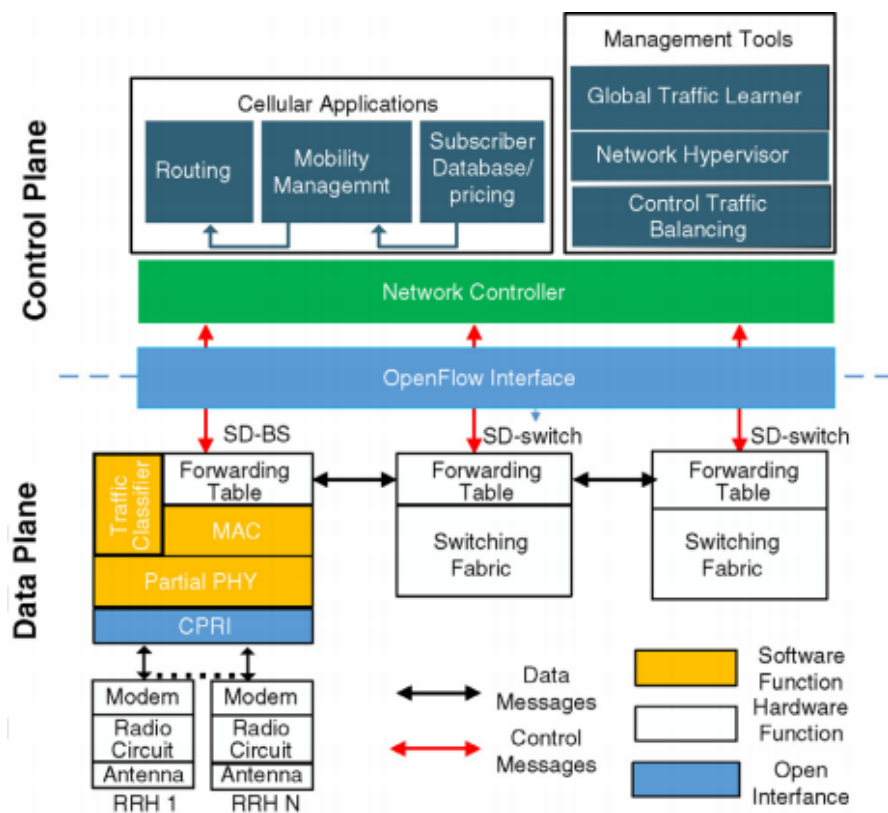 Control Plane
Cellular Applications
Routing
Mobility
Managemnt
Subscriber
Database/
pricing
Management Tools
Global Traffic Learner
Network Hypervisor
Control Traffic
Balancing
Network Controller
OpenFlow Interface
Data Plane
SD-BS
Traffic
Classifier
Forwarding
Table
MAC
Partial PHY
CPRI
SD-switch
Forwarding
Table
Switching
Fabric
SD-switch
Forwarding
Table
Switching
Fabric
Modem
Radio
Circuit
Antenna
RRH 1
Modem
Radio
Circuit
Antenna
RRH N
Data
Messages
Control
Messages
Software
Function
Hardware
Function
Open
Interfance